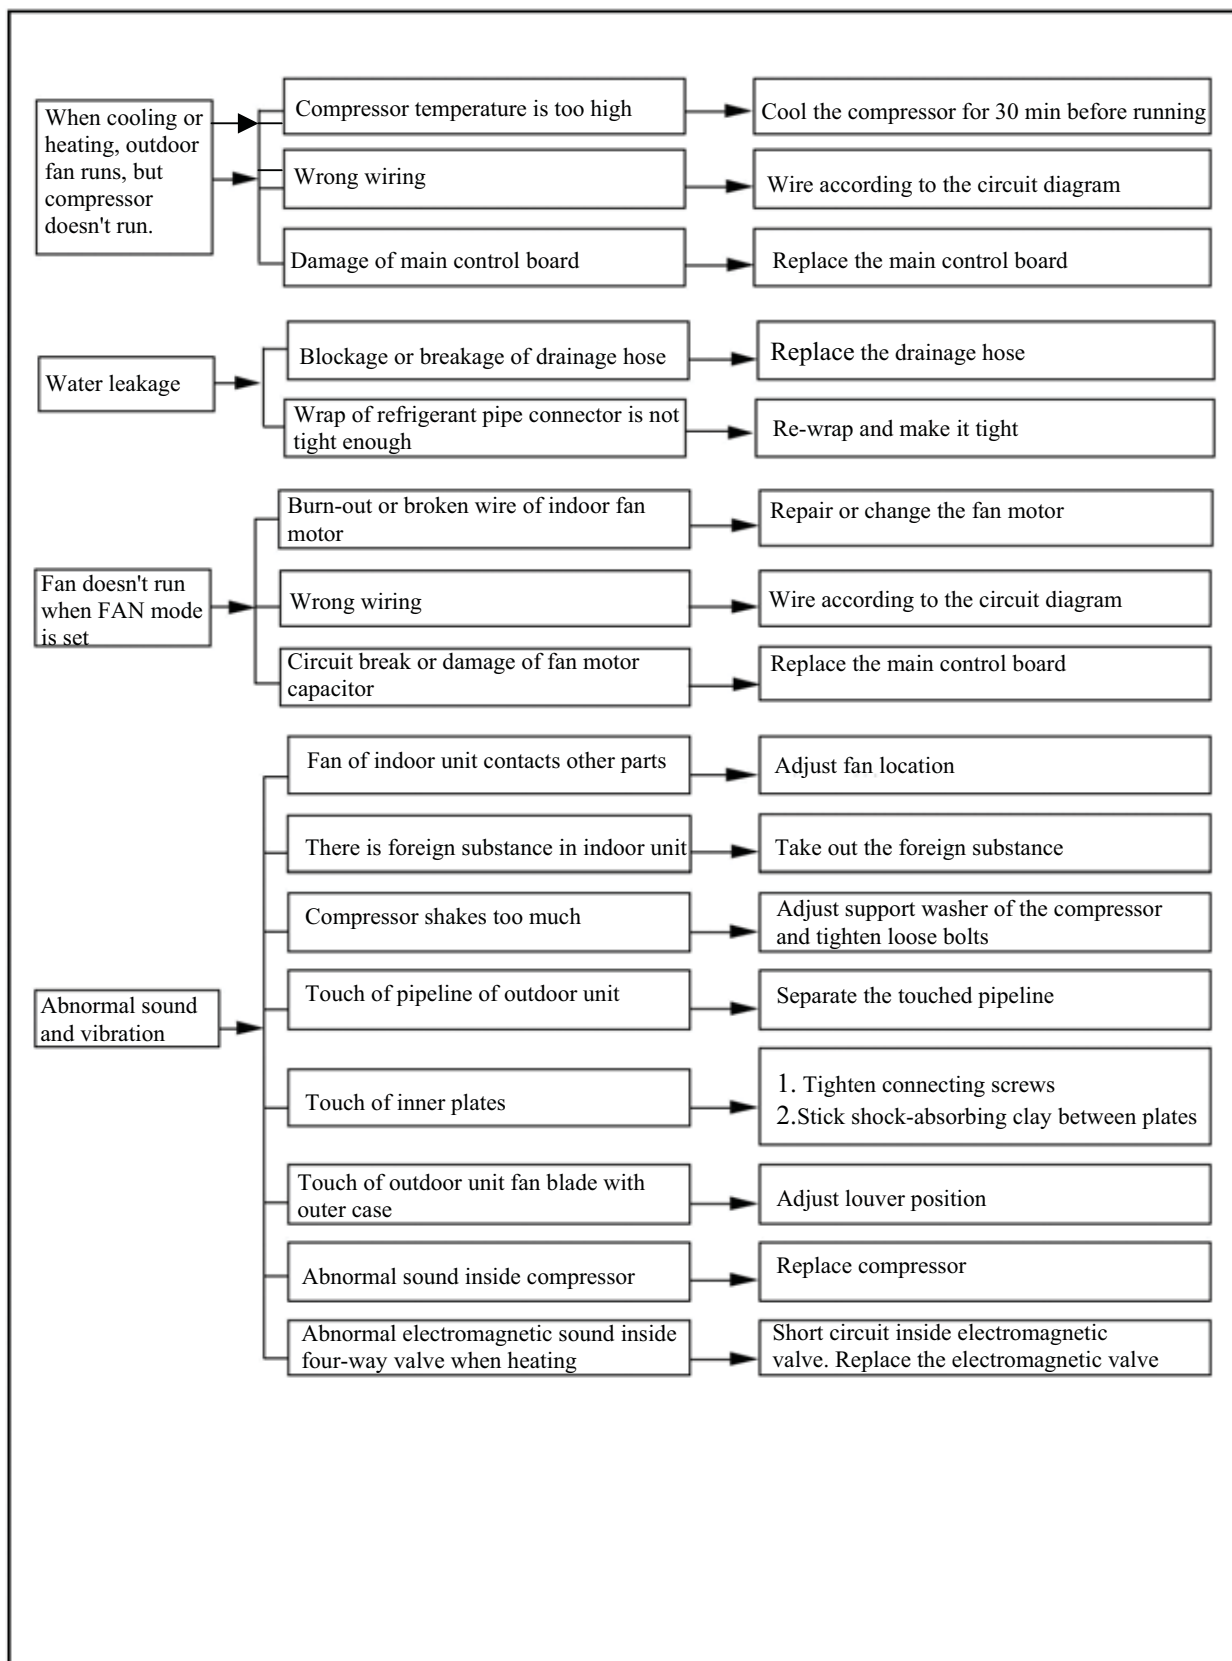 When cooling or
heating, outdoor
fan runs, but
compressor
doesn't run.
Compressor temperature is too high
Cool the compressor for 30 min before running
Wrong wiring
Wire according to the circuit diagram
Damage of main control board
Replace the main control board
Water leakage
Blockage or breakage of drainage hose
Replace the drainage hose
Wrap of refrigerant pipe connector is not
tight enough
Re-wrap and make it tight
Fan doesn't run
when FAN mode
is set
Burn-out or broken wire of indoor fan
motor
Repair or change the fan motor
Wrong wiring
Wire according to the circuit diagram
Circuit break or damage of fan motor
capacitor
Replace the main control board
Abnormal sound
and vibration
Fan of indoor unit contacts other parts
Adjust fan location
There is foreign substance in indoor unit
Take out the foreign substance
Compressor shakes too much
Adjust support washer of the compressor
and tighten loose bolts
Touch of pipeline of outdoor unit
Separate the touched pipeline
Touch of inner plates
1. Tighten connecting screws
2.Stick shock-absorbing clay between plates
Touch of outdoor unit fan blade with
outer case
Adjust louver position
Abnormal sound inside compressor
Replace compressor
Abnormal electromagnetic sound inside
four-way valve when heating
Short circuit inside electromagnetic
valve. Replace the electromagnetic valve